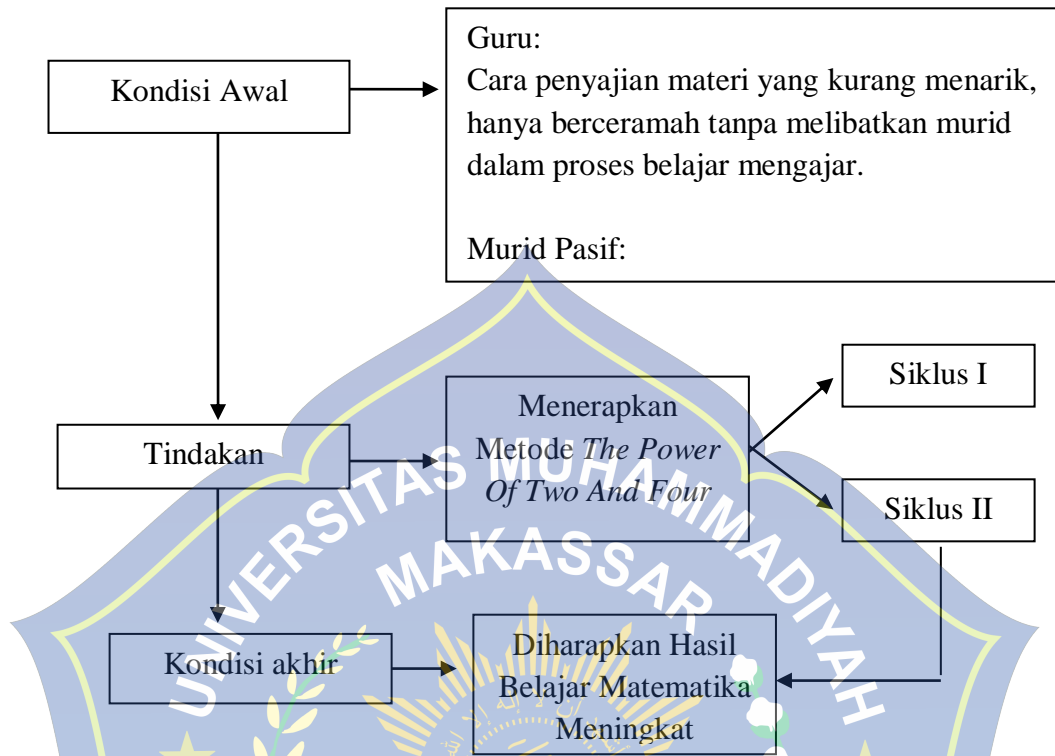 Guru:
Cara penyajian materi yang kurang menarik,
hanya berceramah tanpa melibatkan murid
dalam proses belajar mengajar.
Murid Pasif:
Kondisi Awal
Siklus I
Menerapkan
Metode The Power
Of Two And Four
Tindakan
Siklus II
UNIVERSITAS MUHAMMADIYAH
MAKASSAR
Kondisi akhir
Diharapkan Hasil
Belajar Matematika
Meningkat